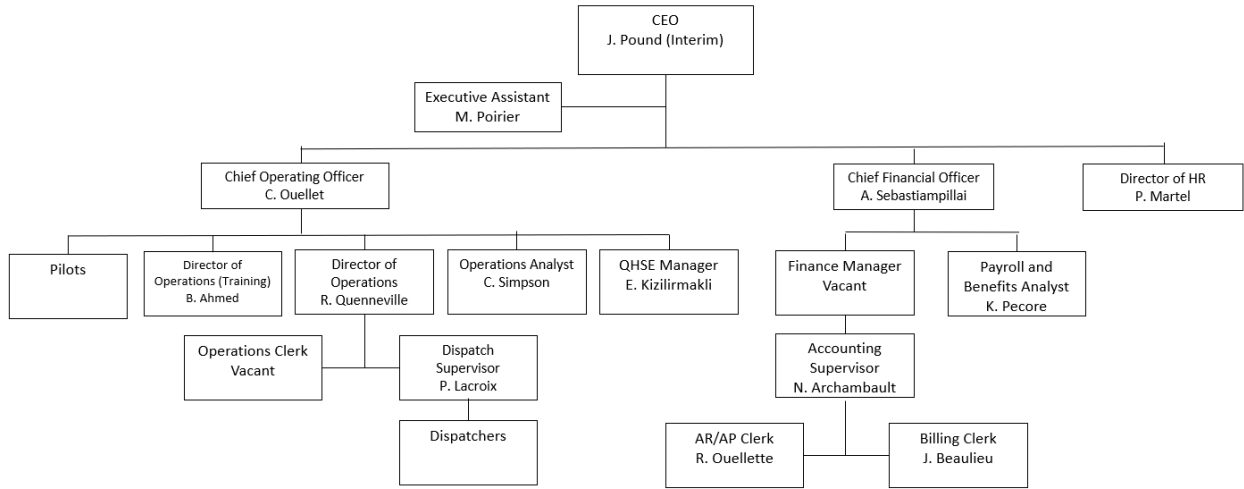 CEO
J. Pound (Interim)
Executive Assistant
M. Poirier
Chief Operating Officer
C. Ouellet
Chief Financial Officer
A. Sebastiampillai
Director of HR
P. Martel
Pilots
Director of
Operations (Training)
B. Ahmed
Director of
Operations
R. Quenneville
Operations Analyst
C. Simpson
QHSE Manager
E. Kizilirmakli
Finance Manager
Vacant
Payroll and
Benefits Analyst
K. Pecore
Operations Clerk
Vacant
Dispatch
Supervisor
P. Lacroix
Accounting
Supervisor
N. Archambault
Dispatchers
AR/AP Clerk
R. Ouellette
Billing Clerk
J. Beaulieu